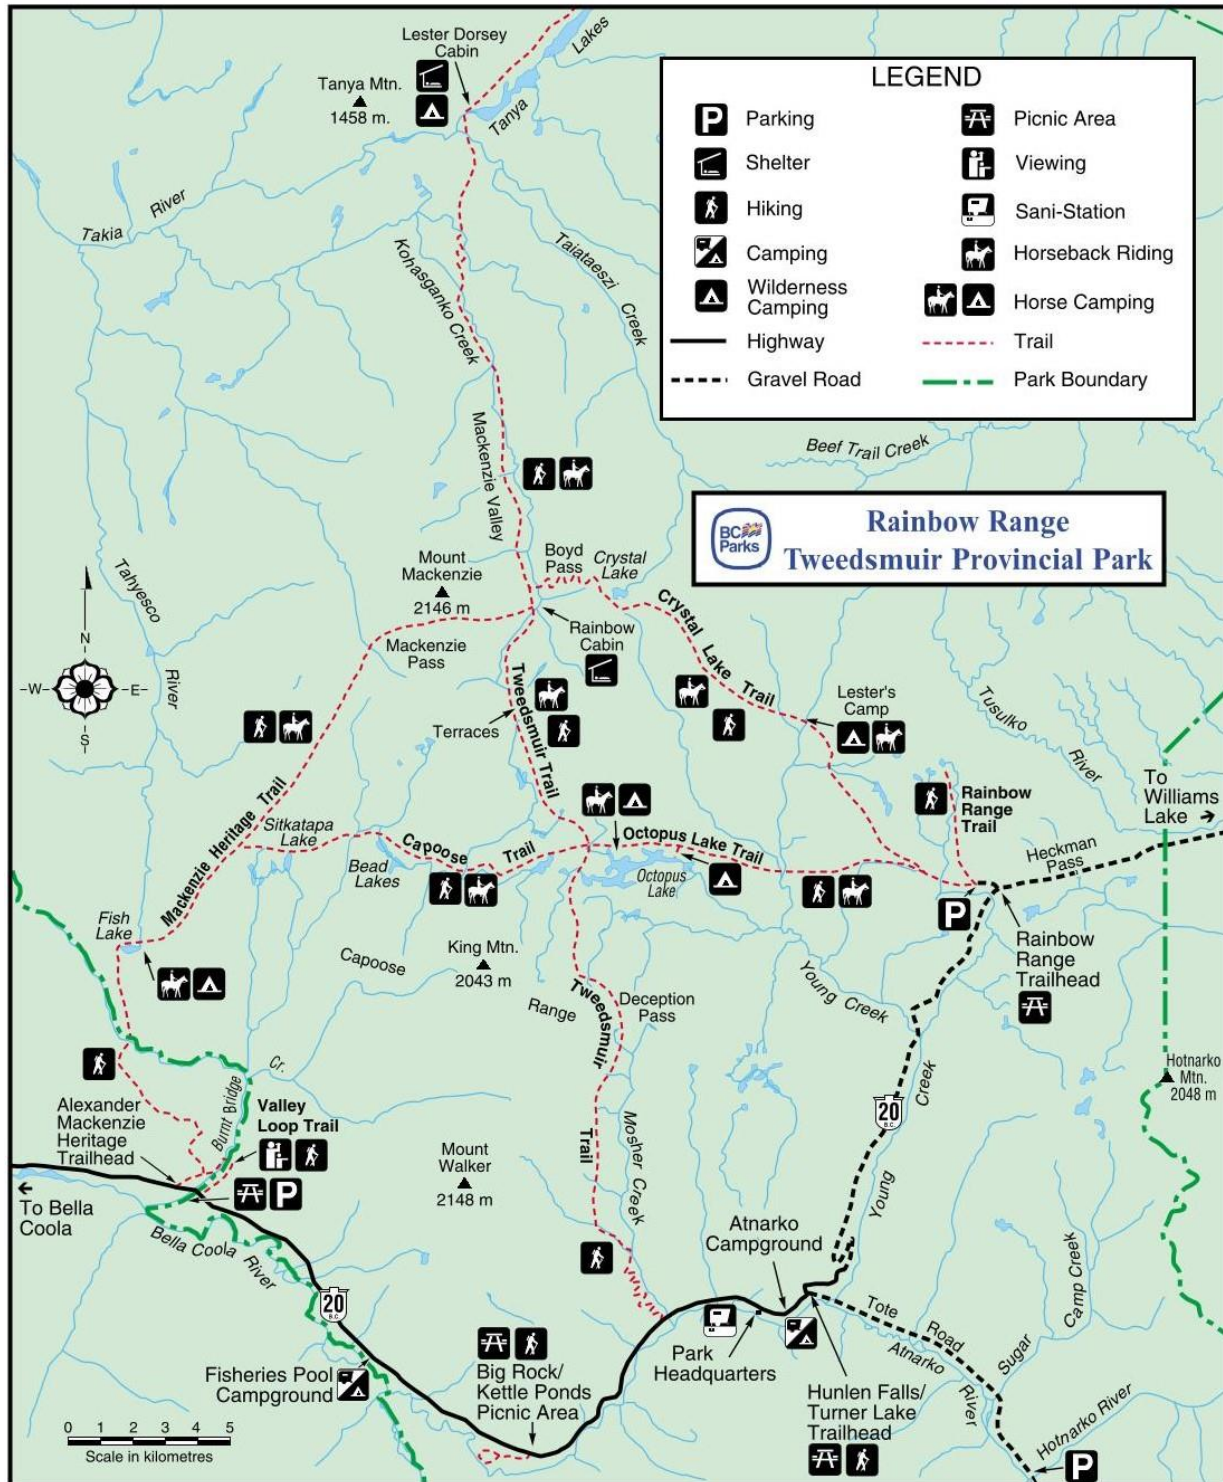 Lester Dorsey
Cabin
Lakes
Tanya
Tanya Mtn.
1458 m.
Takia River
Kohasganko Creek
Taiataeszi Creek
LEGEND
P Parking
Picnic Area
Shelter
Viewing
Hiking
Sani-Station
Camping
Horseback Riding
Wilderness
Camping
Horse Camping
Highway
Trail
Gravel Road
Park Boundary
Beef Trail Creek
BC
Parks
Rainbow Range
Tweedsmuir Provincial Park
Mackenzie Valley
Mount
Mackenzie
2146 m
Boyd
Pass
Crystal
Lake
Tahyesco River
N
W
E
S
Mackenzie
Pass
Rainbow
Cabin
Crystal Lake Trail
Lester's
Camp
Tusulko River
Terraces
Tweedsmuir Trail
To
Williams
Lake
Rainbow
Range
Trail
Heckman
Pass
Mackenzie Heritage Trail
Sitkatapa
Lake
Capoose Trail
Octopus Lake Trail
Bead
Lakes
Octopus
Lake
P
Fish
Lake
Rainbow
Range
Trailhead
King Mtn.
2043 m
Capoose
Range
Tweedsmuir
Trail
Deception
Pass
Young Creek
Hotnarko
Mtn.
2048 m
Cr.
Burnt Bridge
Valley
Loop Trail
Alexander
Mackenzie
Heritage
Trailhead
P
To Bella
Coola
Bella Coola River
Mount
Walker
2148 m
Mosher Creek
20
B.C.
Young Creek
Atnarko
Campground
Camp Creek
20
B.C.
Tote Road
Atnarko River
Sugar
Park
Headquarters
Fisheries Pool
Campground
Big Rock/
Kettle Ponds
Picnic Area
Hunlen Falls/
Turner Lake
Trailhead
Hotnarko River
P
0 1 2 3 4 5
Scale in kilometres